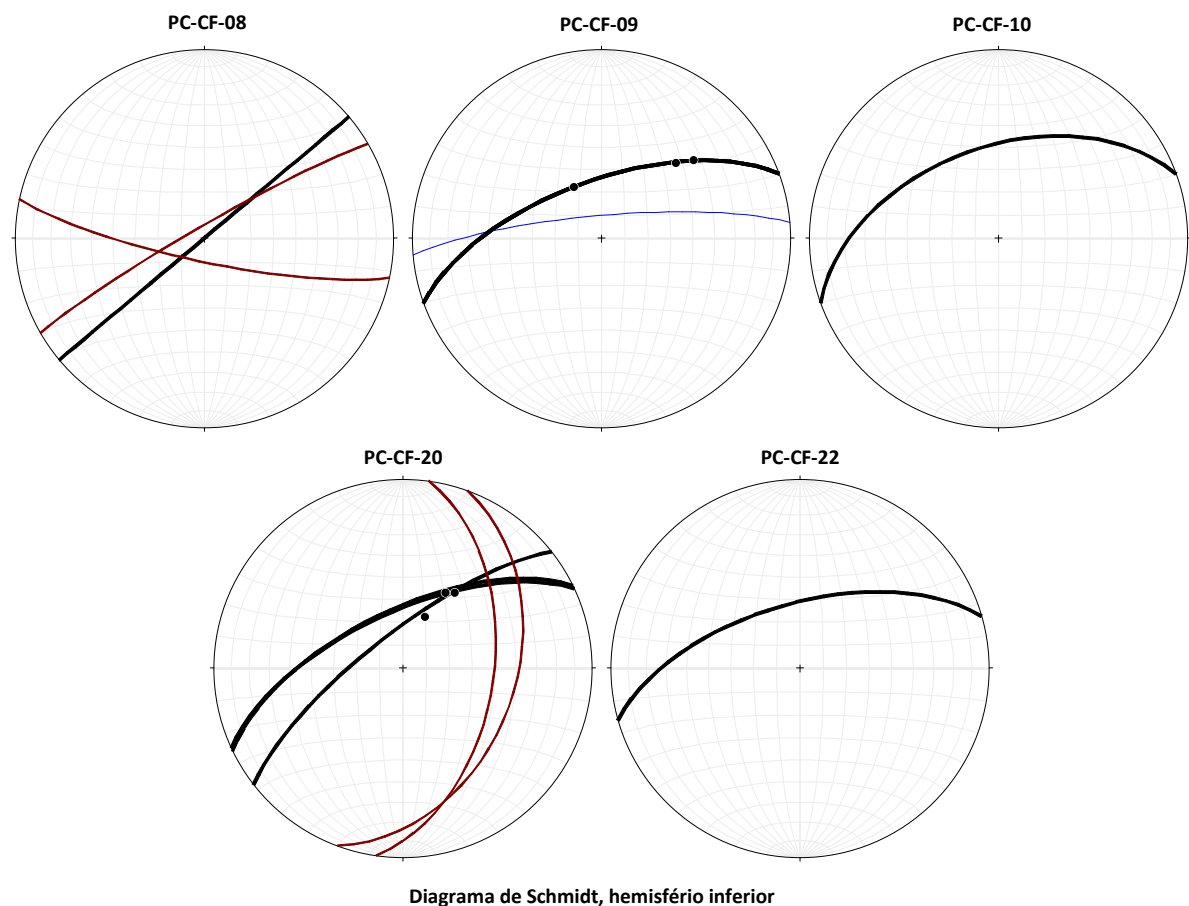 PC-CF-08
PC-CF-09
PC-CF-10
PC-CF-20
PC-CF-22
Diagrama de Schmidt, hemisfério inferior